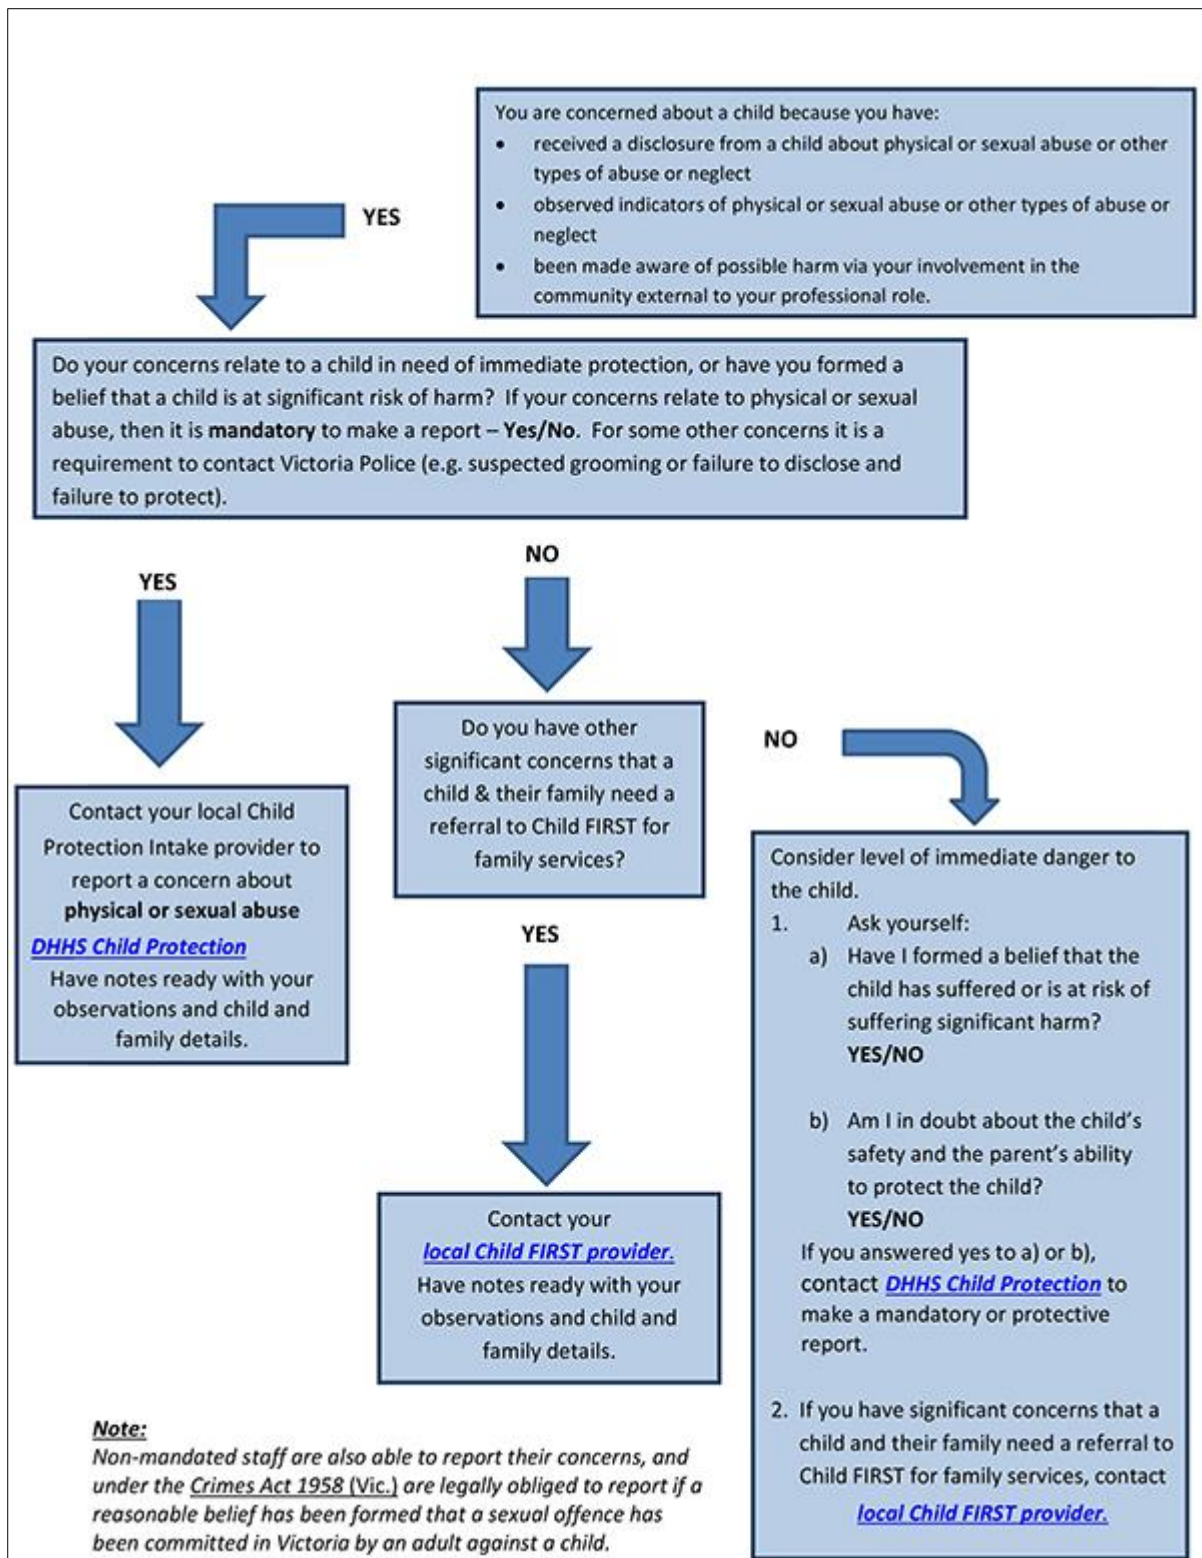 You are concerned about a child because you have:
• received a disclosure from a child about physical or sexual abuse or other
types of abuse or neglect
• observed indicators of physical or sexual abuse or other types of abuse or
neglect
• been made aware of possible harm via your involvement in the
community external to your professional role.
YES
Do your concerns relate to a child in need of immediate protection, or have you formed a
belief that a child is at significant risk of harm? If your concerns relate to physical or sexual
abuse, then it is mandatory to make a report – Yes/No. For some other concerns it is a
requirement to contact Victoria Police (e.g. suspected grooming or failure to disclose and
failure to protect).
YES
Contact your local Child
Protection Intake provider to
report a concern about
physical or sexual abuse
DHHS Child Protection
Have notes ready with your
observations and child and
family details.
NO
Do you have other
significant concerns that a
child & their family need a
referral to Child FIRST for
family services?
YES
Contact your
local Child FIRST provider.
Have notes ready with your
observations and child and
family details.
NO
Consider level of immediate danger to
the child.
1. Ask yourself:
a) Have I formed a belief that the
child has suffered or is at risk of
suffering significant harm?
YES/NO
b) Am I in doubt about the child's
safety and the parent's ability
to protect the child?
YES/NO
If you answered yes to a) or b),
contact DHHS Child Protection to
make a mandatory or protective
report.
2. If you have significant concerns that a
child and their family need a referral to
Child FIRST for family services, contact
local Child FIRST provider.
Note:
Non-mandated staff are also able to report their concerns, and
under the Crimes Act 1958 (Vic.) are legally obliged to report if a
reasonable belief has been formed that a sexual offence has
been committed in Victoria by an adult against a child.